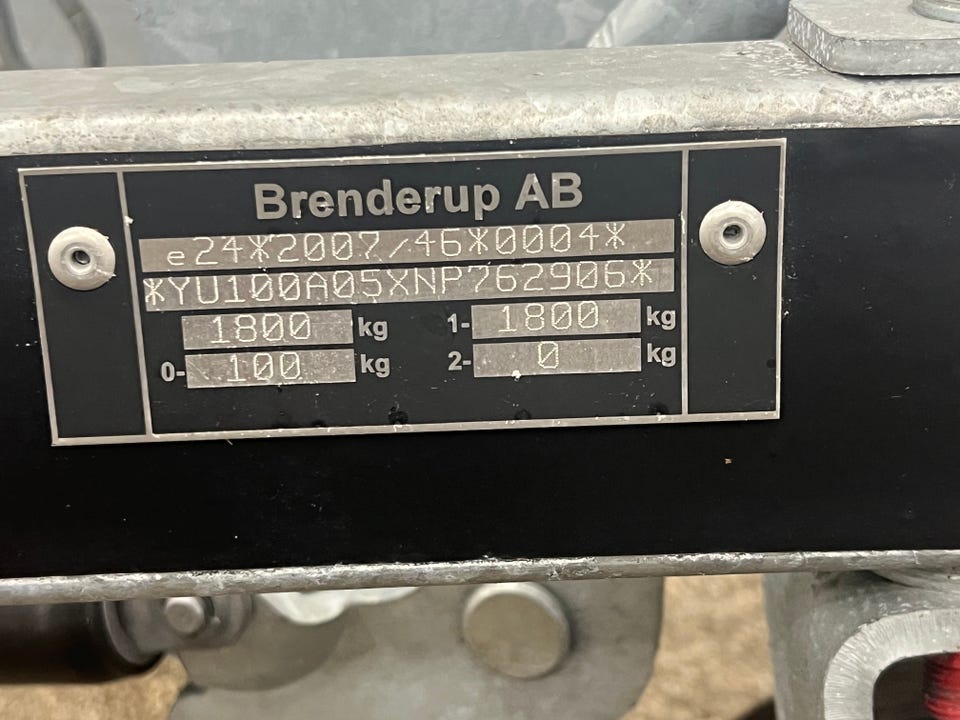 Brenderup AB
e24*2007/46*0004*
*YU100A05XNP762906*
1800 kg 1- 1800 kg
0- 100 kg 2- 0 kg